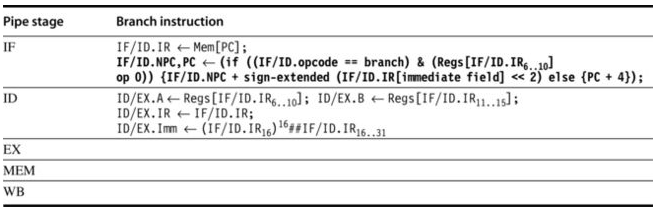 Pipe stage Branch instruction
IF IF/ID.IR ← Mem[PC];
IF/ID.NPC,PC ← (if ((IF/ID.opcode == branch) & (Regs[IF/ID.IR6..10]
op 0)) {IF/ID.NPC + sign-extended (IF/ID.IR[immediate field] << 2) else {PC + 4});
ID ID/EX.A ← Regs[IF/ID.IR6..10]; ID/EX.B ← Regs[IF/ID.IR11..15];
ID/EX.IR ← IF/ID.IR;
ID/EX.Imm ← (IF/ID.IR16)16##IF/ID.IR16..31
EX
MEM
WB